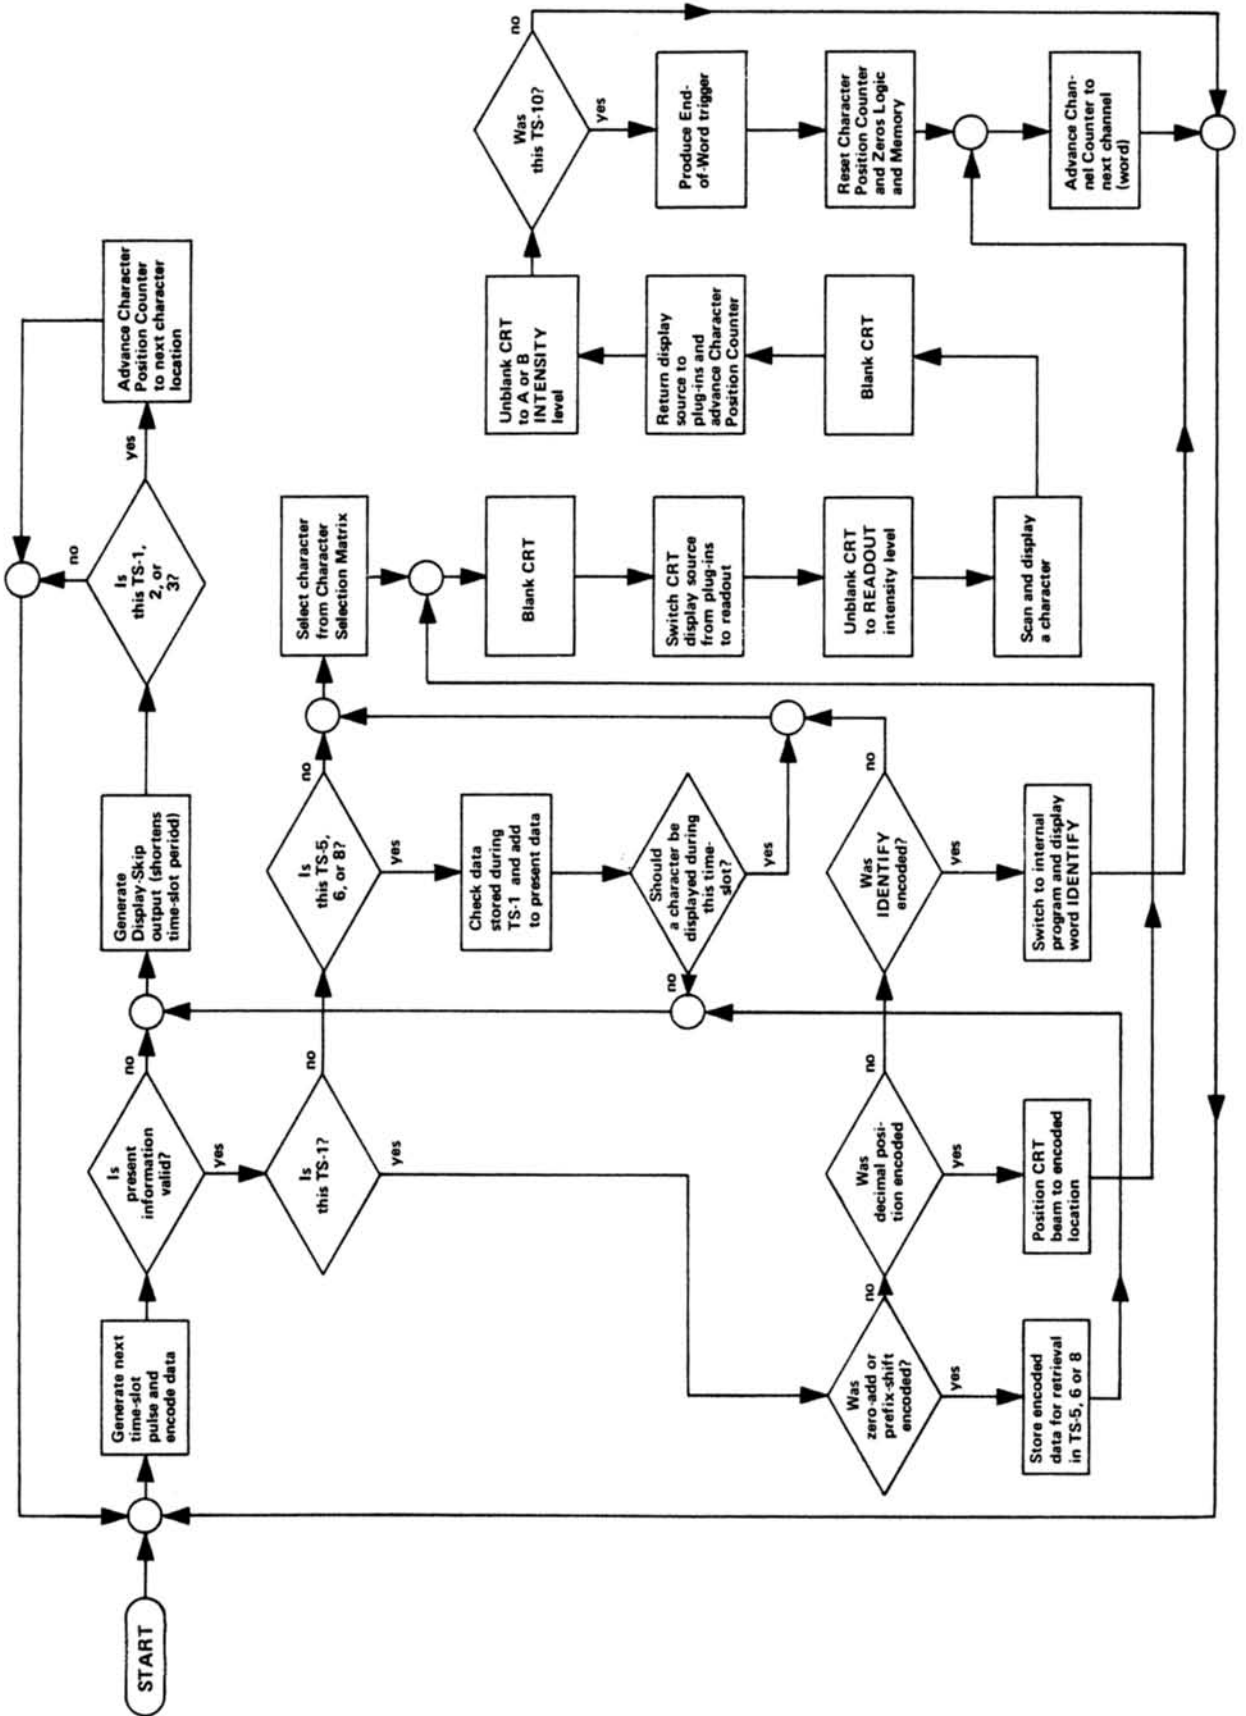 START
Generate next
time-slot
pulse and
encode data
Is
present
information
valid?
no
yes
Generate
Display-Skip
output (shortens
time-slot period)
Is
this TS-1,
2, or
3?
no
yes
Advance Character
Position Counter
to next character
location
Is
this TS-1?
no
yes
Is
this TS-5,
6, or 8?
no
yes
Check data
stored during
TS-1 and add
to present data
Should
a character be
displayed during
this time-
slot?
no
yes
Was
zero-add or
prefix-shift
encoded?
no
yes
Store encoded
data for retrieval
in TS-5, 6 or 8
Was
decimal posi-
tion encoded
no
yes
Position CRT
beam to encoded
location
Was
IDENTIFY
encoded?
no
yes
Switch to internal
program and display
word IDENTIFY
Select character
from Character
Selection Matrix
Blank CRT
Switch CRT
display source
from plug-ins
to readout
Unblank CRT
to READOUT
intensity level
Scan and display
a character
Blank CRT
Return display
source to
plug-ins and
advance Character
Position Counter
Unblank CRT
to A or B
INTENSITY
level
Was
this TS-10?
no
yes
Produce End-
of-Word trigger
Reset Character
Position Counter
and Zeros Logic
and Memory
Advance Chan-
nel Counter to
next channel
(word)